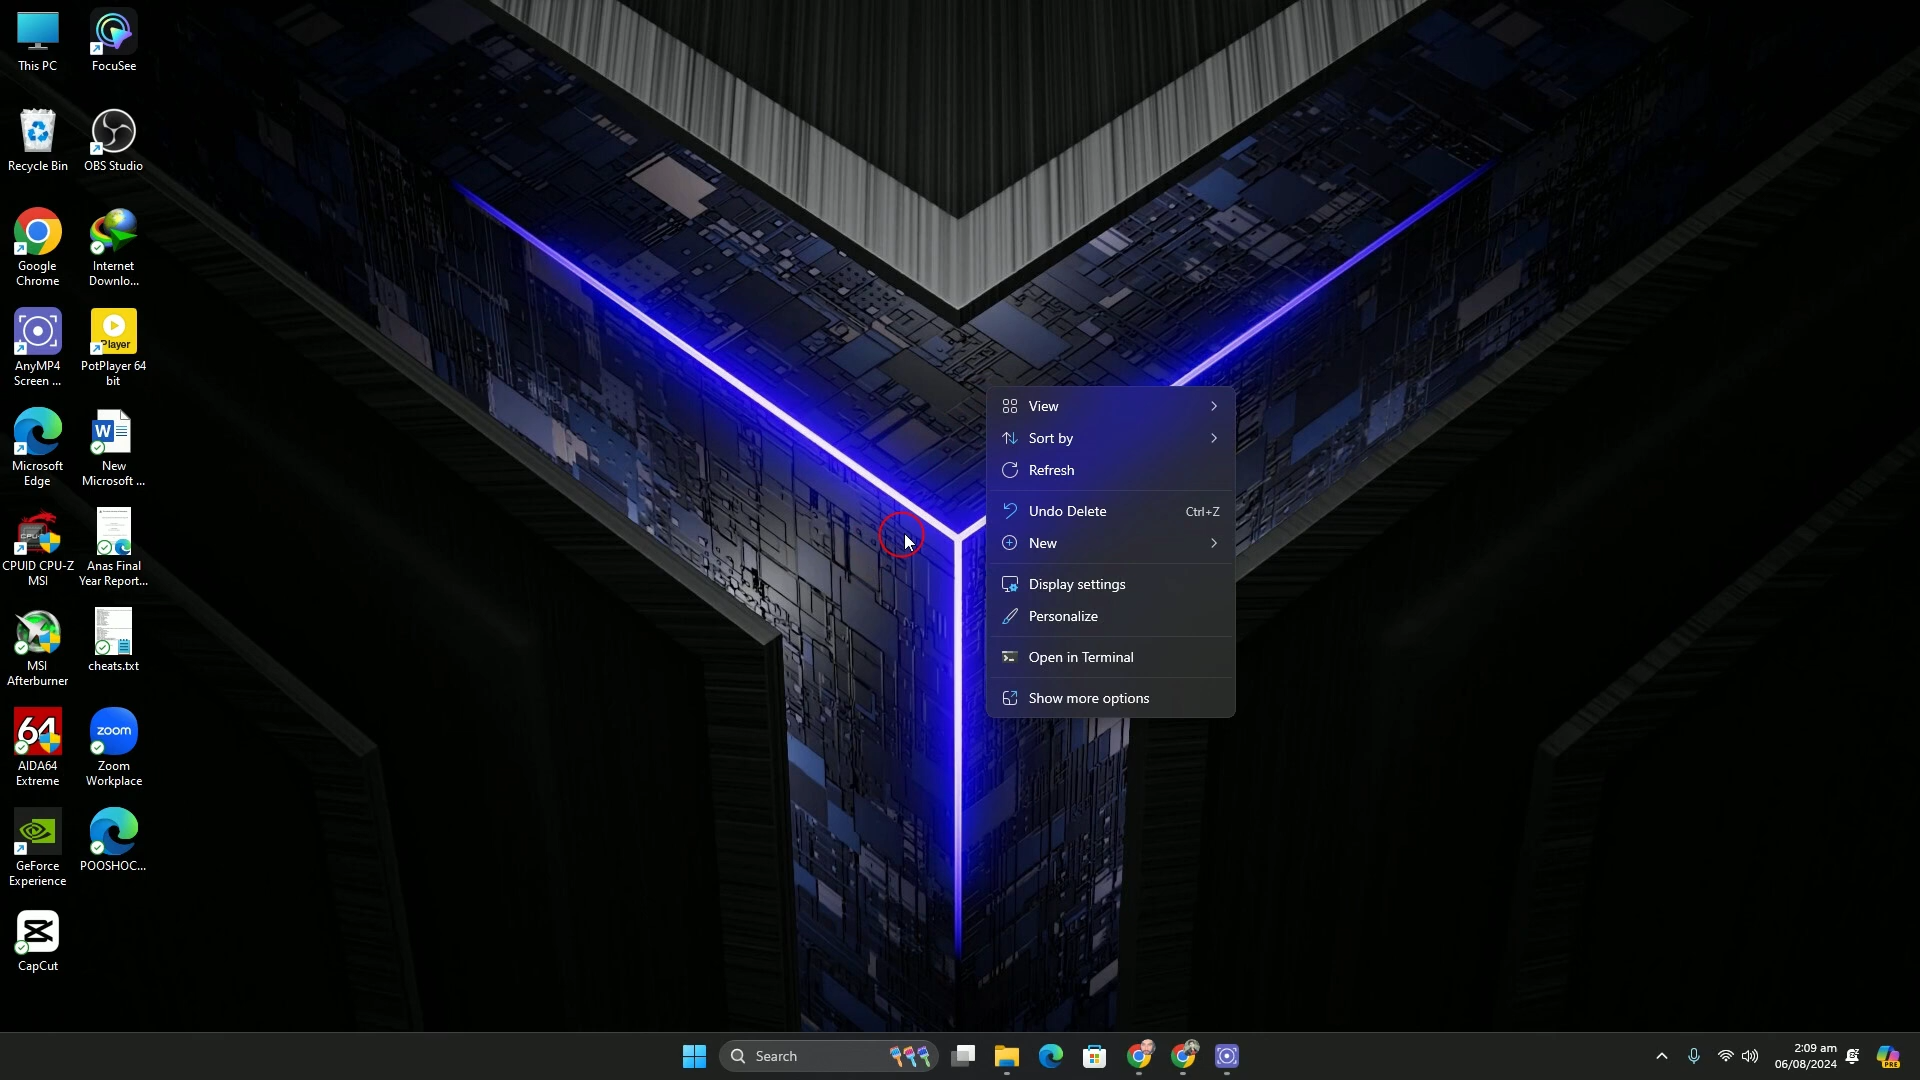 This PC
FocuSee
Recycle Bin
OBS Studio
Google
Chrome
Internet
Downlo...
AnyMP4
Screen ...
Player
PotPlayer 64
bit
Microsoft
Edge
W
New
Microsoft ...
CPUID CPU-Z
MSI
Anas Final
Year Report...
MSI
Afterburner
cheats.txt
64
AIDA64
Extreme
zoom
Zoom
Workplace
GeForce
Experience
POOSHOC...
CapCut
View
Sort by
Refresh
Undo Delete Ctrl+Z
New
Display settings
Personalize
Open in Terminal
Show more options
Search
2:09 am
06/08/2024
PRE